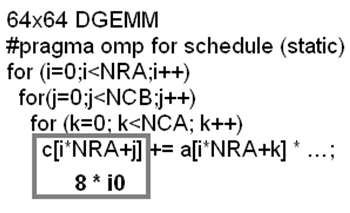 64x64 DGEMM
#pragma omp for schedule (static)
for (i=0;i<NRA;i++)
for(j=0;j<NCB;j++)
for (k=0; k<NCA; k++)
c[i*NRA+j] += a[i*NRA+k] * …;
8 * i0